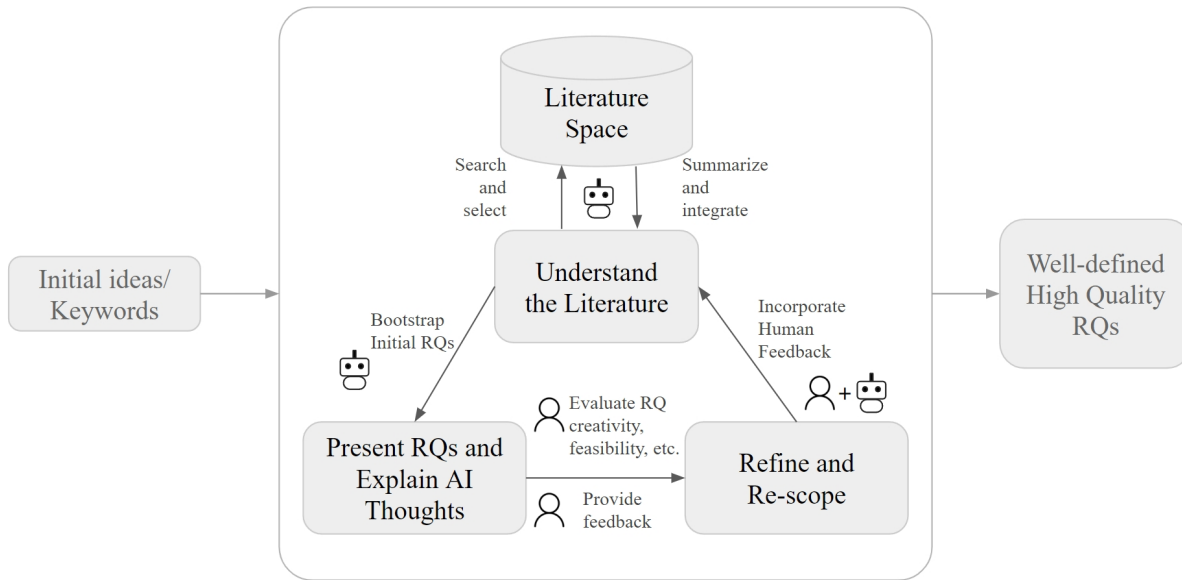 Literature
Space
Search
and
select
Summarize
and
integrate
Initial ideas/
Keywords
Understand
the Literature
Well-defined
High Quality
RQs
Bootstrap
Initial RQs
Incorporate
Human
Feedback
+
Evaluate RQ
creativity,
feasibility, etc.
Present RQs and
Explain AI
Thoughts
Refine and
Re-scope
Provide
feedback